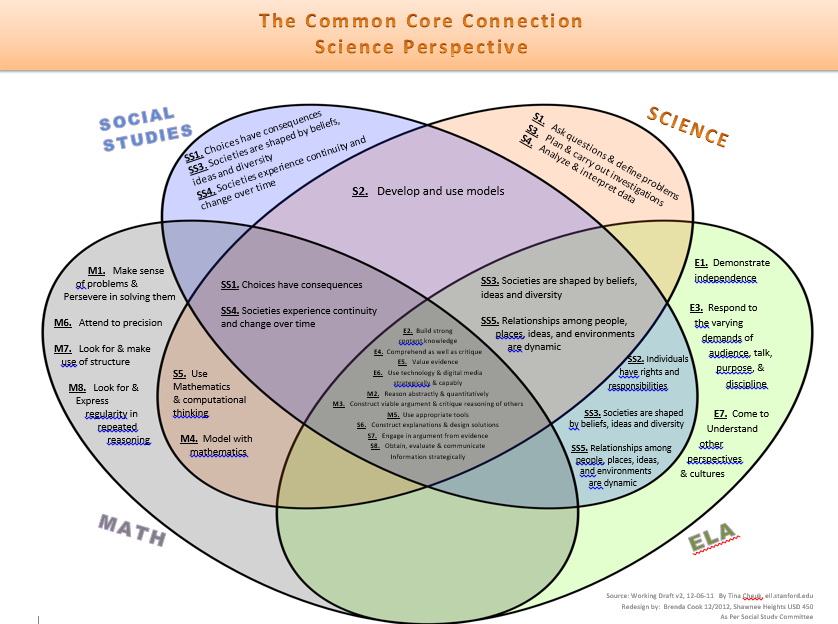 The Common Core Connection
Science Perspective
SOCIAL
STUDIES
SCIENCE
SS1. Choices have consequences
SS3. Societies are shaped by beliefs,
ideas and diversity
SS4. Societies experience continuity and
change over time
S1. Ask questions & define problems
S3. Plan & carry out investigations
S4. Analyze & interpret data
S2. Develop and use models
M1. Make sense
of problems &
Persevere in solving them
M6. Attend to precision
M7. Look for & make
use of structure
M8. Look for &
Express
regularity in
repeated
reasoning
SS1. Choices have consequences
SS4. Societies experience continuity
and change over time
SS3. Societies are shaped by beliefs,
ideas and diversity
SS5. Relationships among people,
places, ideas, and environments
are dynamic
E1. Demonstrate
independence
E3. Respond to
the varying
demands of
audience, talk,
purpose, &
discipline
E7. Come to
Understand
other
perspectives
& cultures
S5. Use
Mathematics
& computational
thinking
M4. Model with
mathematics
E2. Build strong
content knowledge
E4. Comprehend as well as critique
E5. Value evidence
E6. Use technology & digital media
strategically & capably
M2. Reason abstractly & quantitatively
M3. Construct viable argument & critique reasoning of others
M5. Use appropriate tools
S6. Construct explanations & design solutions
S7. Engage in argument from evidence
S8. Obtain, evaluate & communicate
Information strategically
SS2. Individuals
have rights and
responsibilities
SS3. Societies are shaped
by beliefs, ideas and diversity
SS5. Relationships among
people, places, ideas,
and environments
are dynamic
MATH
ELA
Source: Working Draft v2, 12-06-11 By Tina Cheuk, ell.stanford.edu
Redesign by: Brenda Cook 12/2012, Shawnee Heights USD 450
As Per Social Study Committee